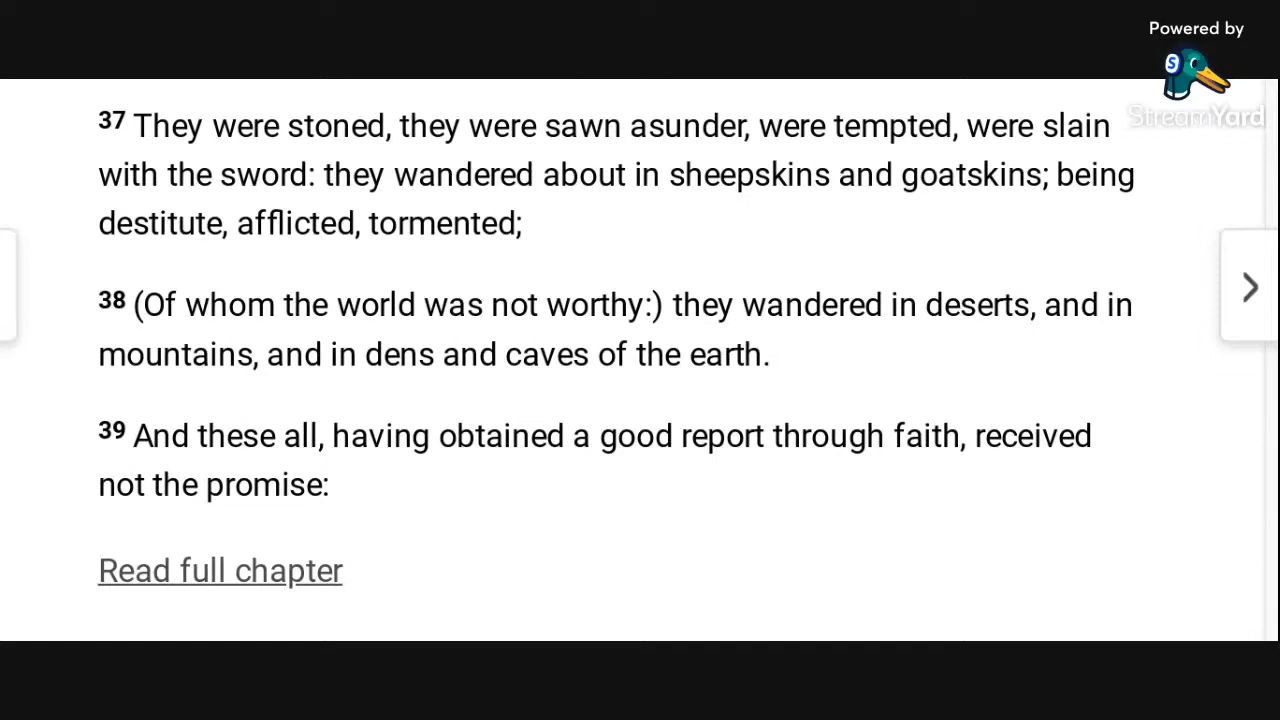 Powered by
S
StreamYard
37 They were stoned, they were sawn asunder, were tempted, were slain
with the sword: they wandered about in sheepskins and goatskins; being
destitute, afflicted, tormented;
38 (Of whom the world was not worthy:) they wandered in deserts, and in
mountains, and in dens and caves of the earth.
39 And these all, having obtained a good report through faith, received
not the promise:
Read full chapter